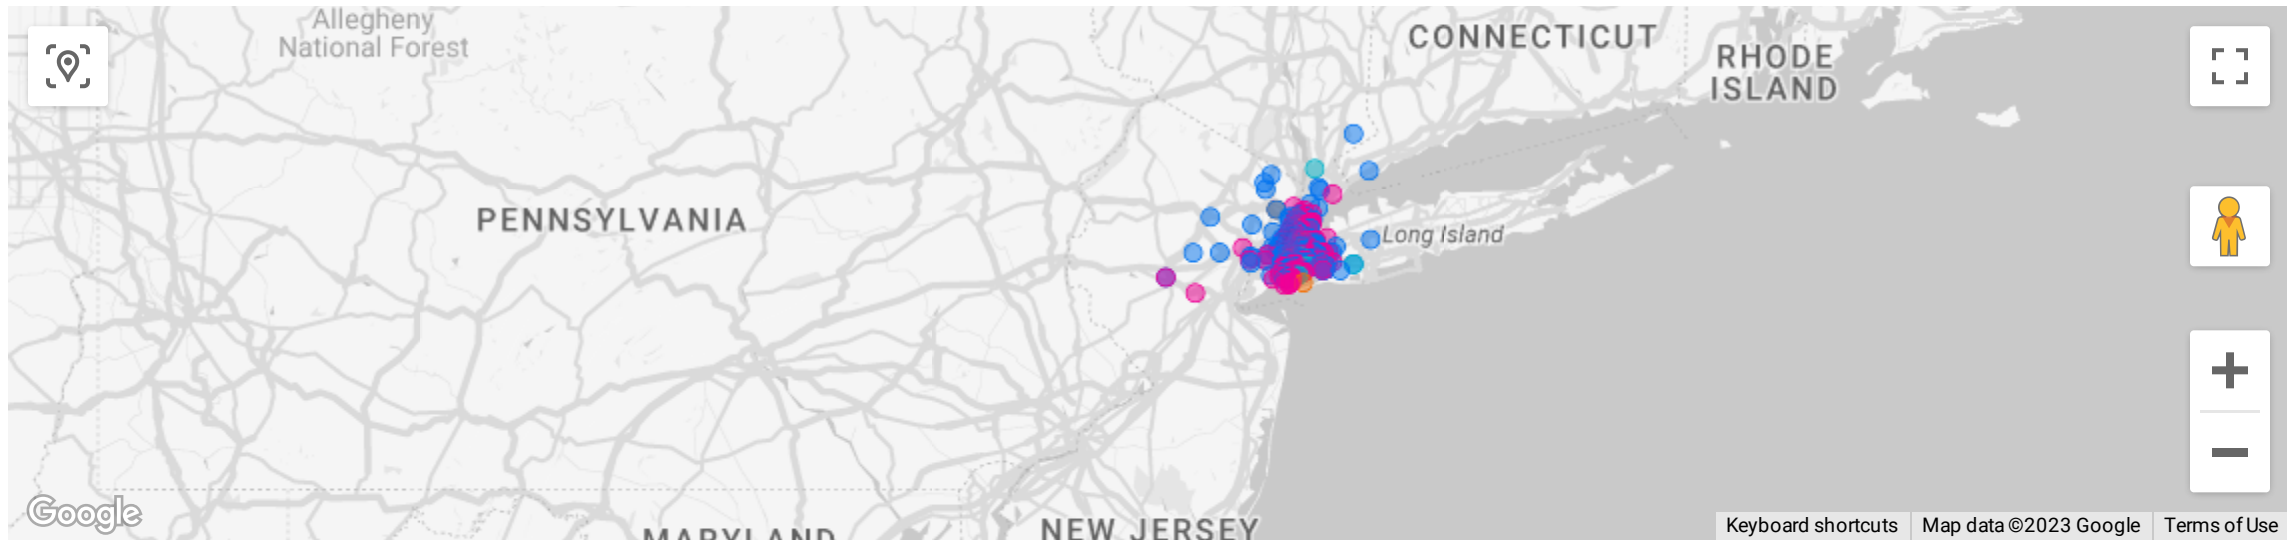 Allegheny
National Forest
CONNECTICUT
RHODE
ISLAND
PENNSYLVANIA
Long Island
MARYLAND
NEW JERSEY
Google
Keyboard shortcuts
Map data ©2023 Google
Terms of Use